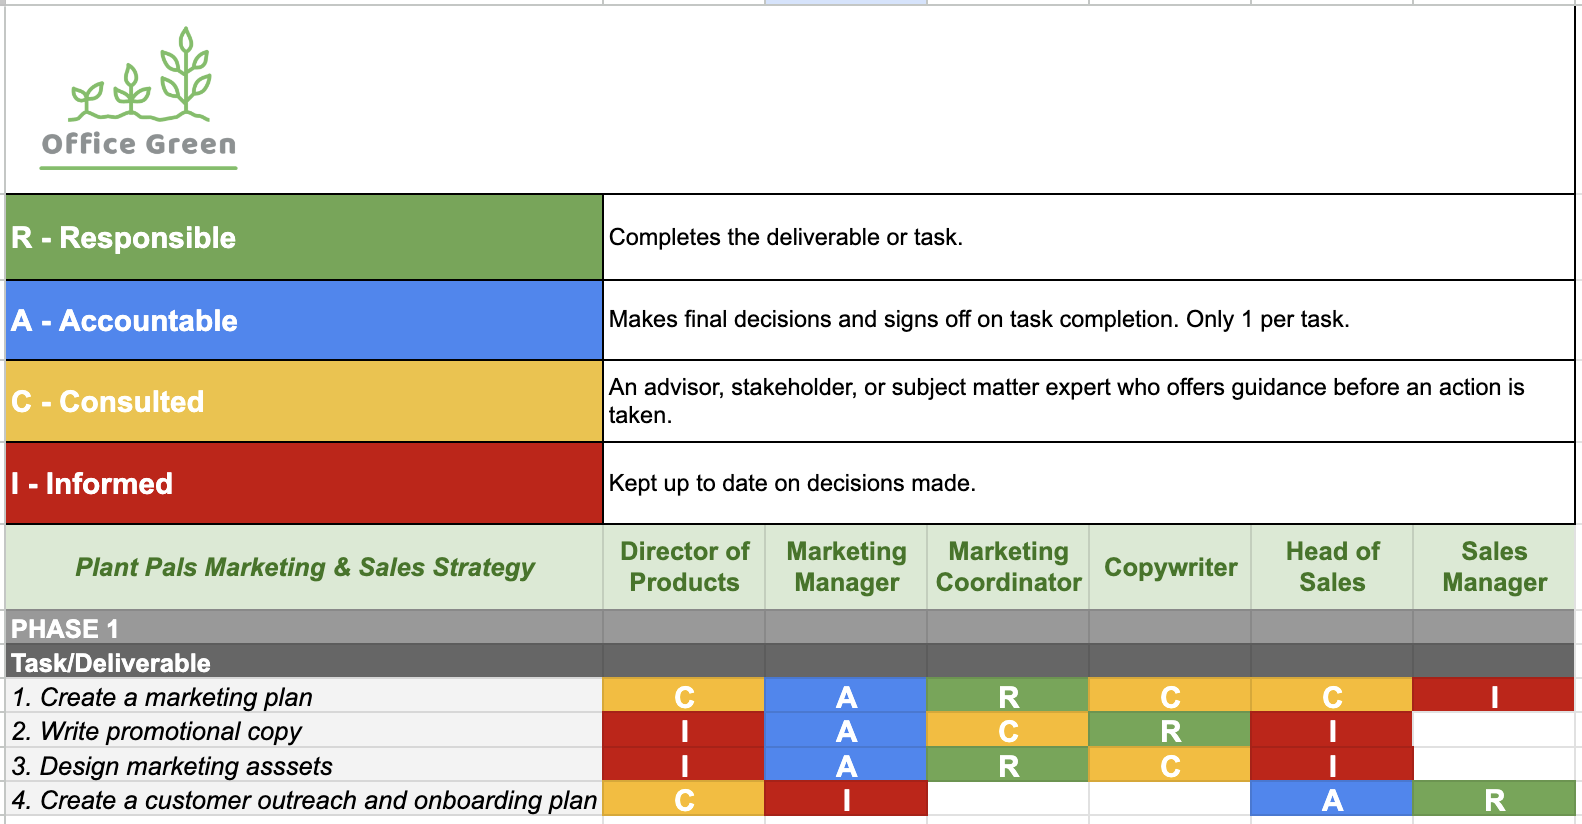 Office Green
R - Responsible
Completes the deliverable or task.
A - Accountable
Makes final decisions and signs off on task completion. Only 1 per task.
C - Consulted
An advisor, stakeholder, or subject matter expert who offers guidance before an action is
taken.
I - Informed
Kept up to date on decisions made.
Plant Pals Marketing & Sales Strategy
Director of
Products
Marketing
Manager
Marketing
Coordinator
Copywriter
Head of
Sales
Sales
Manager
PHASE 1
Task/Deliverable
1. Create a marketing plan C A R C C I
2. Write promotional copy I A C R I
3. Design marketing asssets I A R C I
4. Create a customer outreach and onboarding plan C I A R